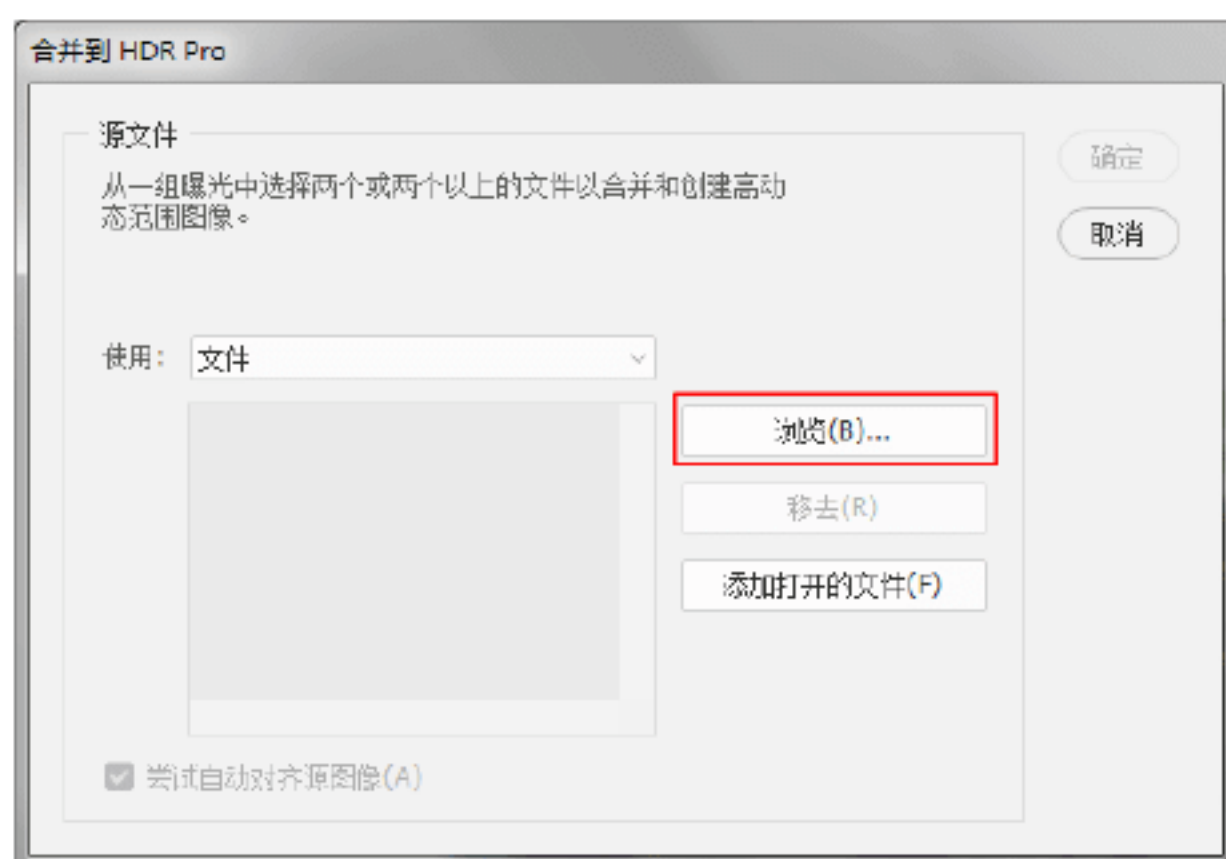 合并到 HDR Pro
源文件
从一组曝光中选择两个或两个以上的文件以合并和创建高动
态范围图像。
确定
取消
使用：
文件
浏览(B)...
移去(R)
添加打开的文件(F)
尝试自动对齐源图像(A)